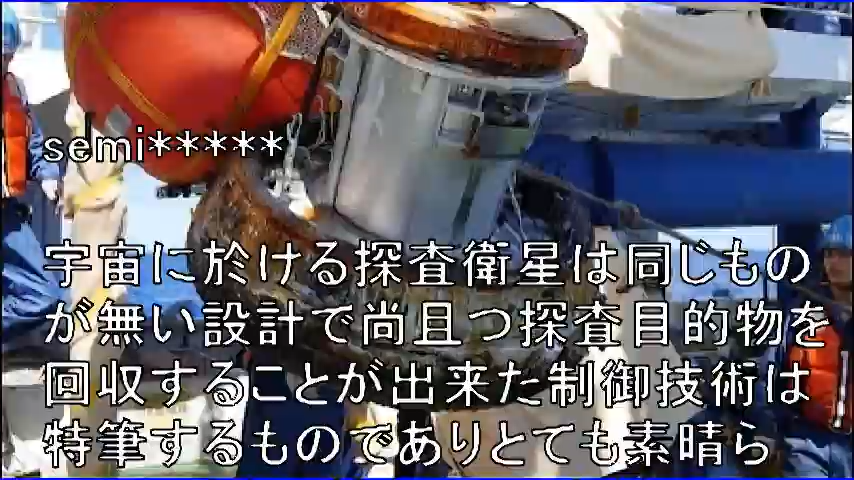 semi*****
宇宙に於ける探査衛星は同じもの
が無い設計で尚且つ探査目的物を
回収することが出来た制御技術は
特筆するものでありとても素晴ら